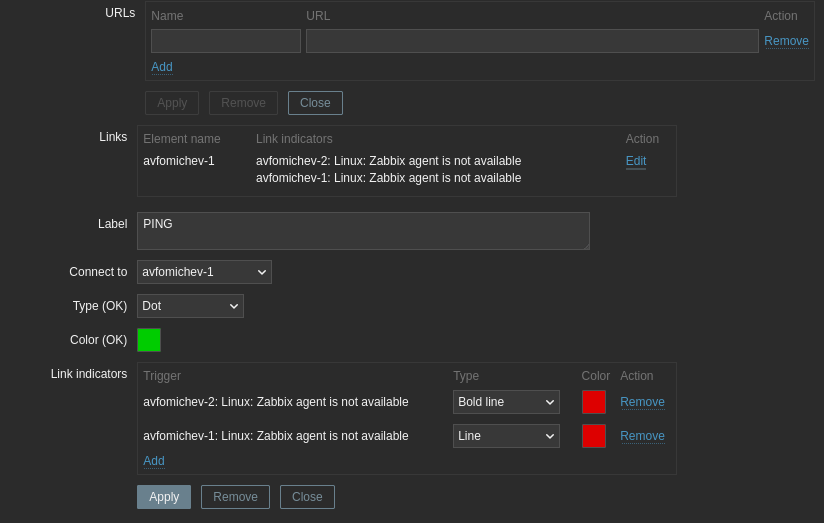 URLs Name URL Action
Remove
Add
Apply Remove Close
Links Element name Link indicators Action
avfomichev-1 avfomichev-2: Linux: Zabbix agent is not available Edit
avfomichev-1: Linux: Zabbix agent is not available
Label PING
Connect to avfomichev-1
Type (OK) Dot
Color (OK)
Link indicators Trigger Type Color Action
avfomichev-2: Linux: Zabbix agent is not available Bold line Remove
avfomichev-1: Linux: Zabbix agent is not available Line Remove
Add
Apply Remove Close